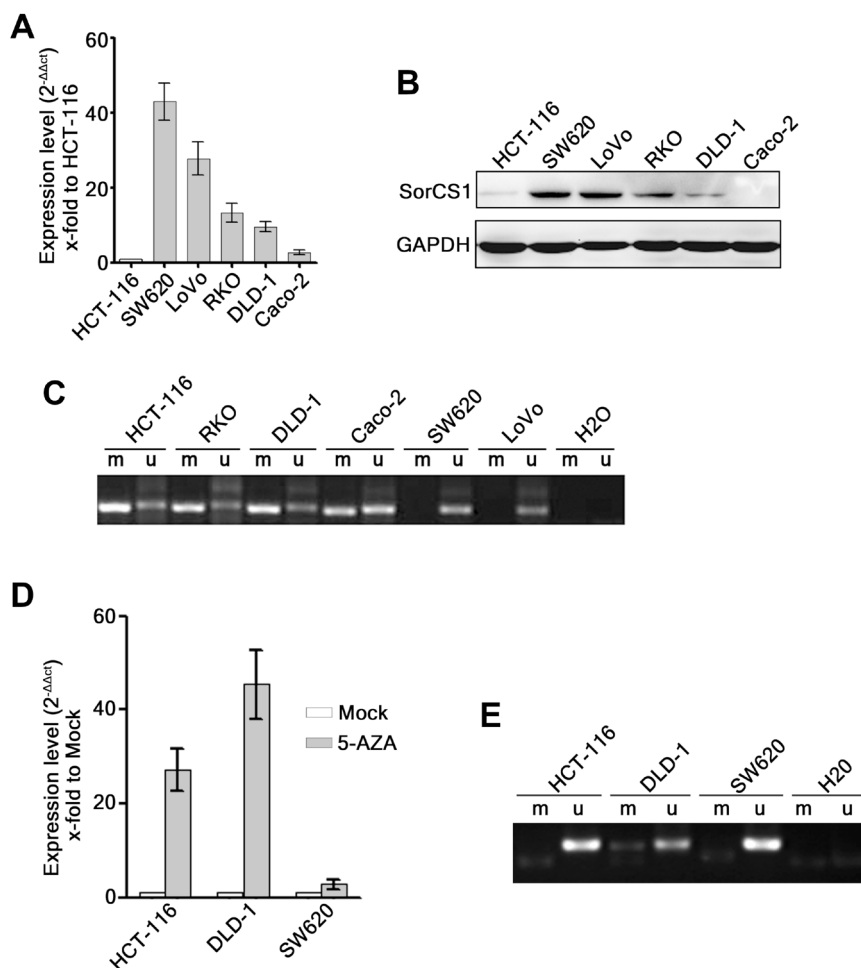 A
Expression level (2-ΔΔct)
x-fold to HCT-116
60
40
20
0
HCT-116
SW620
LoVo
RKO
DLD-1
Caco-2
B
HCT-116
SW620
LoVo
RKO
DLD-1
Caco-2
SorCS1
GAPDH
C
HCT-116
RKO
DLD-1
Caco-2
SW620
LoVo
H2O
m u m u m u m u m u m u m u
D
Expression level (2-ΔΔct)
x-fold to Mock
60
40
20
0
Mock
5-AZA
HCT-116
DLD-1
SW620
E
HCT-116
DLD-1
SW620
H20
m u m u m u m u